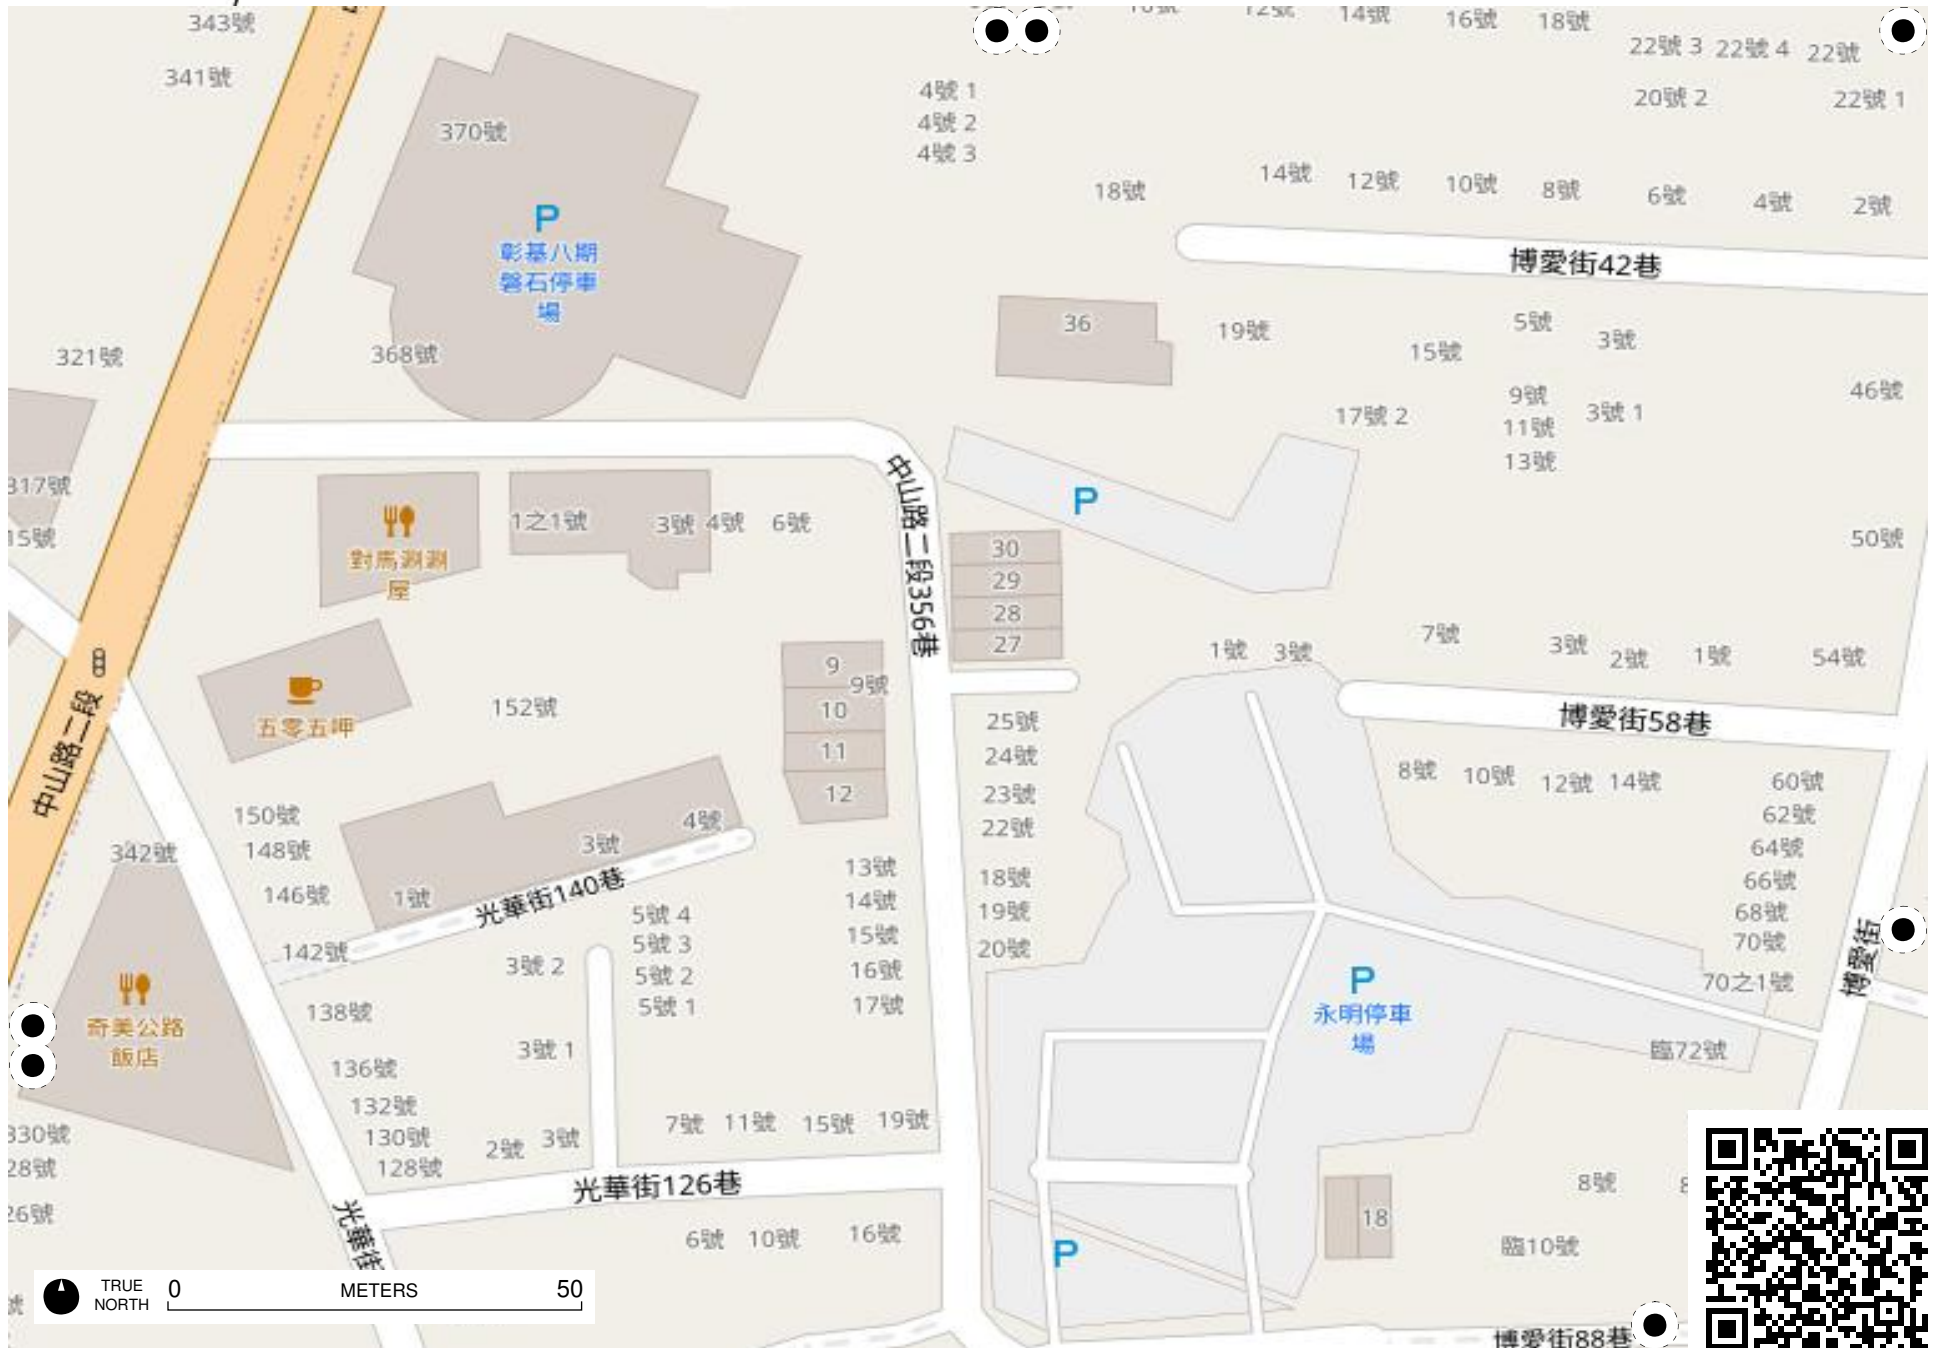 343號
341號
370號
4號 1
4號 2
4號 3
12號
14號
16號
18號
22號 3
22號 4
22號
20號 2
22號 1
18號
14號
12號
10號
8號
6號
4號
2號
彰基八期
磐石停車
場
博愛街42巷
321號
368號
36
19號
15號
5號
3號
46號
17號 2
9號
3號 1
11號
13號
317號
1之1號
3號
4號
6號
中山路二段356巷
對馬涮涮
屋
30
29
28
27
50號
1號
3號
7號
3號
2號
1號
54號
9
9號
10
11
12
152號
五零五呷
中山路二段
25號
24號
23號
22號
18號
19號
20號
博愛街58巷
8號
10號
12號
14號
60號
62號
64號
66號
68號
70號
70之1號
博愛街
150號
148號
146號
142號
342號
4號
3號
1號
光華街140巷
13號
14號
15號
16號
17號
5號 4
5號 3
5號 2
5號 1
3號 2
3號 1
奇美公路
飯店
138號
136號
132號
130號
128號
永明停車
場
臨72號
7號
11號
15號
19號
2號
3號
光華街126巷
6號
10號
16號
光華街
18
8號
臨10號
博愛街88巷
TRUE
NORTH
0
METERS
50